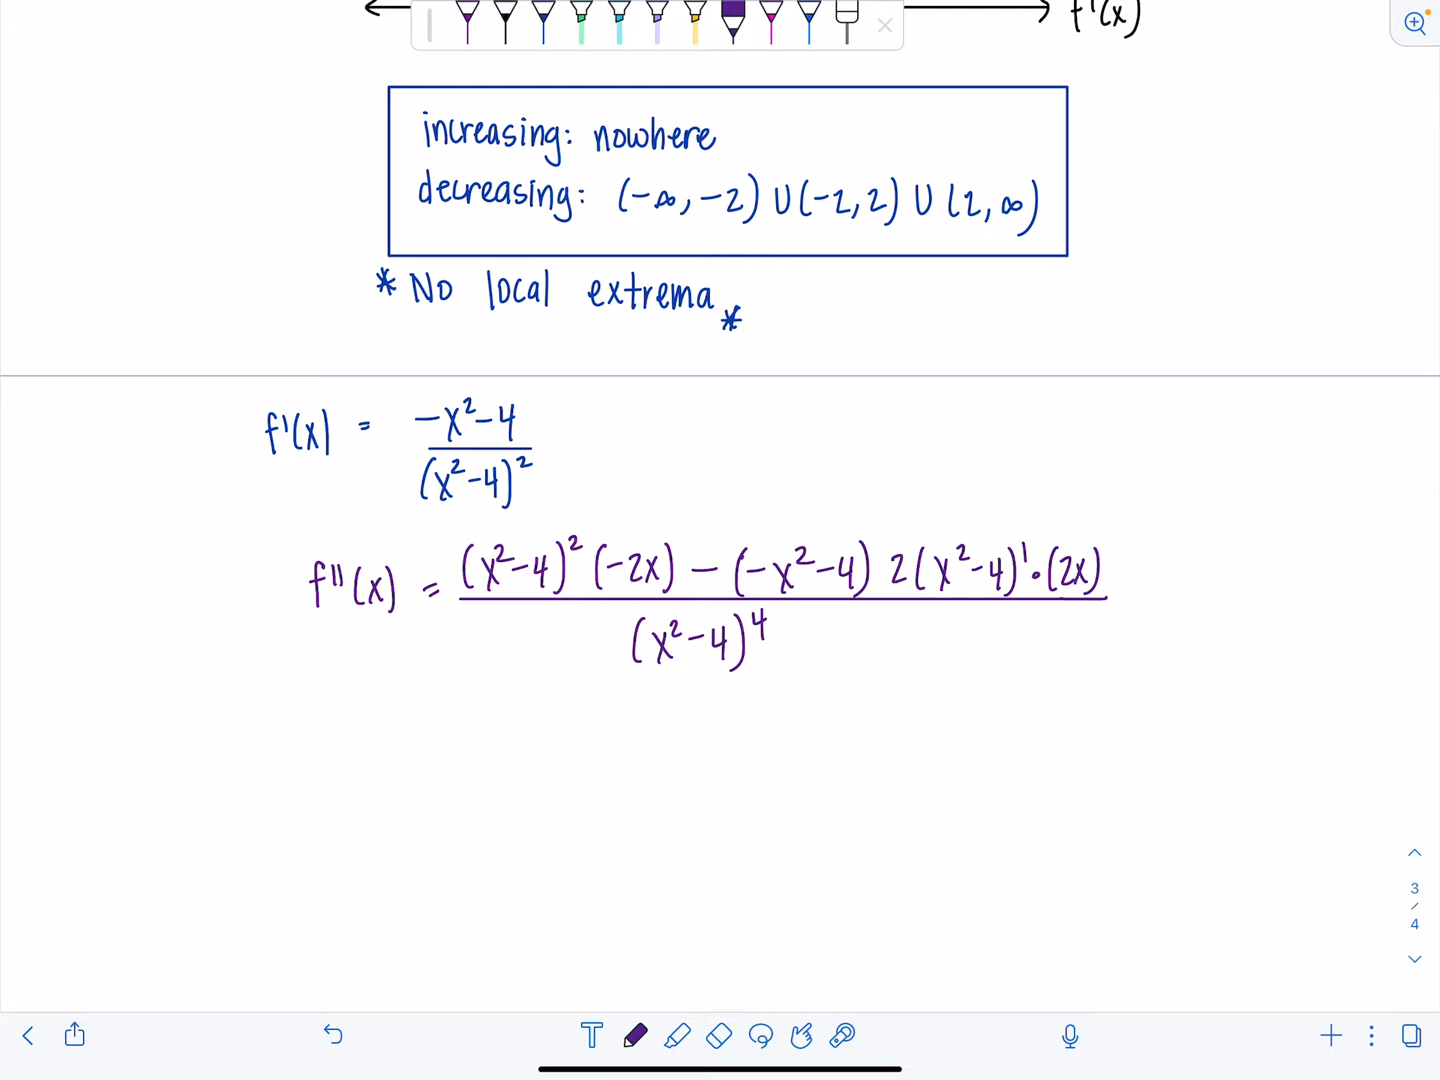 f'(x)
increasing: nowhere
decreasing: (-∞, -2) ∪ (-2, 2) ∪ (2, ∞)
* No local extrema *
f'(x) = (-x² - 4) / (x² - 4)²
f''(x) = ((x² - 4)² (-2x) - (-x² - 4) 2(x² - 4)¹ · (2x)) / (x² - 4)⁴
3
/
4
T